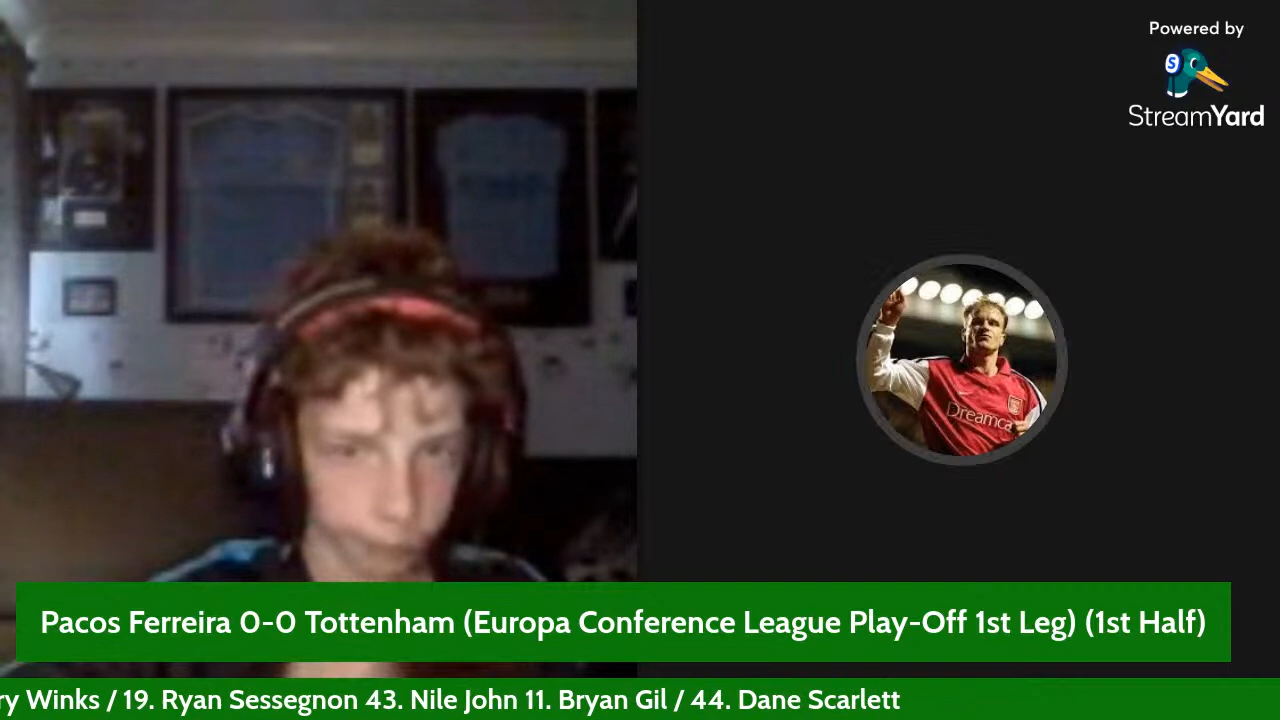 Powered by
S
StreamYard
Dreamca
Pacos Ferreira 0-0 Tottenham (Europa Conference League Play-Off 1st Leg) (1st Half)
ry Winks / 19. Ryan Sessegnon 43. Nile John 11. Bryan Gil / 44. Dane Scarlett